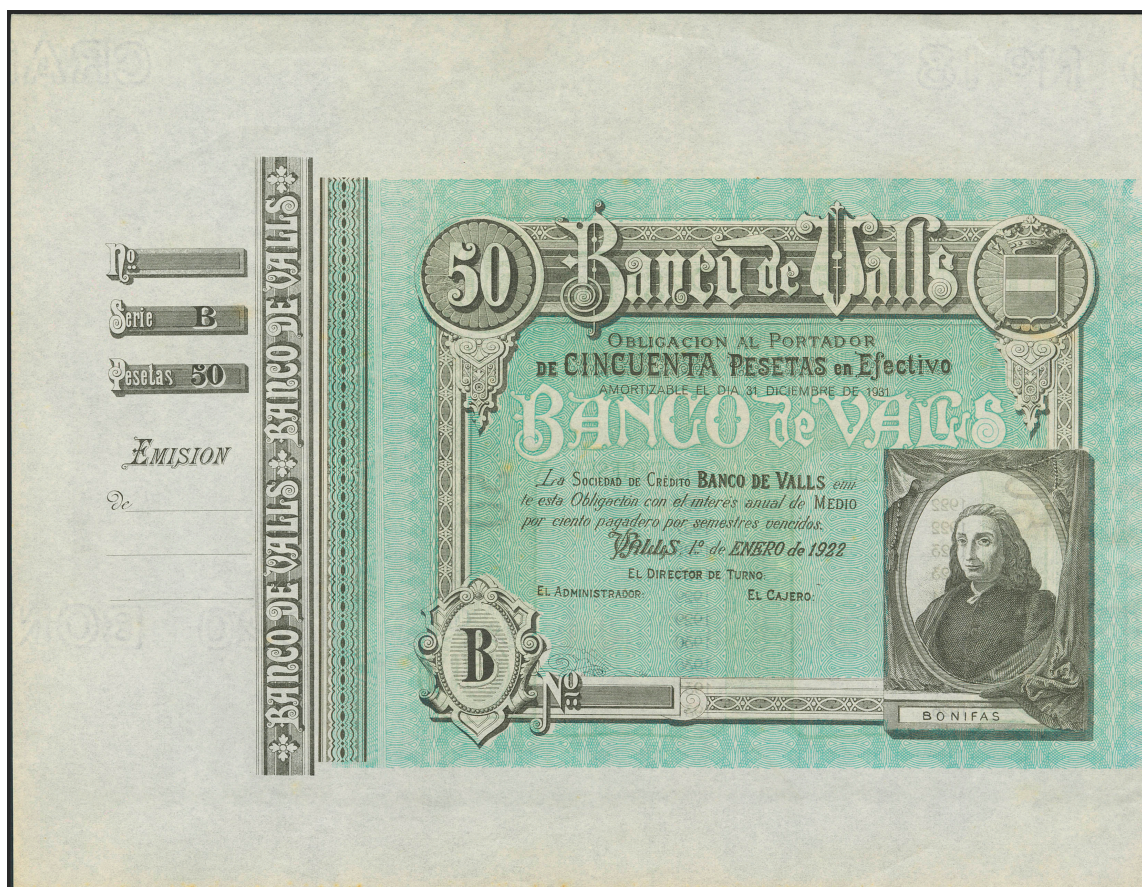 Nº
Serie B
Pesetas 50
EMISION
de
BANCO DE VALLS BANCO DE VALLS
50 Banco de Valls
OBLIGACION AL PORTADOR
DE CINCUENTA PESETAS en Efectivo
AMORTIZABLE EL DIA 31 DICIEMBRE DE 1931
BANCO de VALLS
La SOCIEDAD DE CRÉDITO BANCO DE VALLS emi
te esta Obligación con el interés anual de MEDIO
por ciento pagadero por semestres vencidos.
VALLS, 1º de ENERO de 1922
EL DIRECTOR DE TURNO
EL ADMINISTRADOR: EL CAJERO:
B
Nº B
BONIFAS